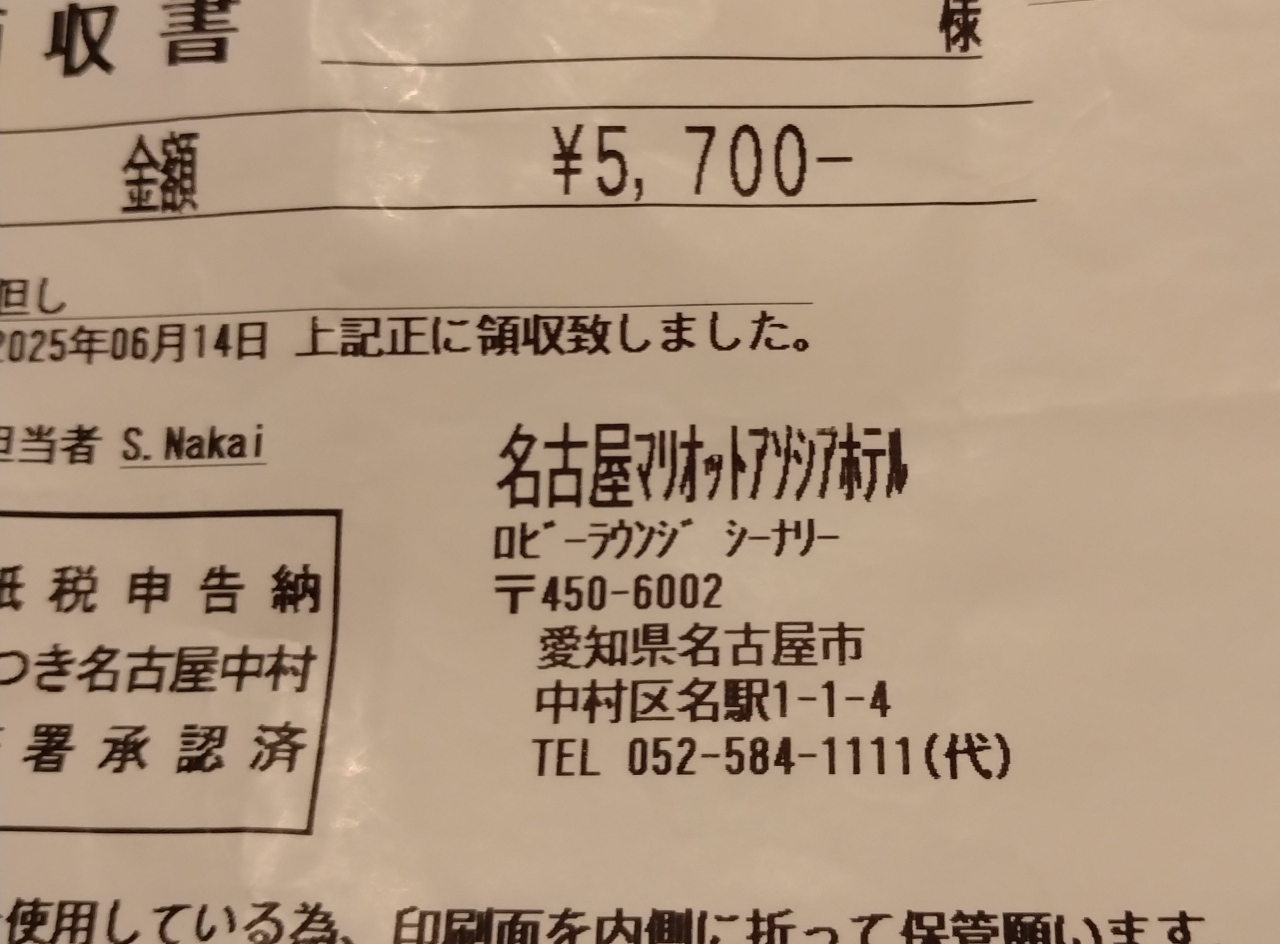 収書
様
金額 ¥5,700−
但し
2025年06月14日 上記正に領収致しました。
担当者 S.Nakai
名古屋マリオットアソシアホテル
ロビーラウンジ シーナリー
〒450-6002
愛知県名古屋市
中村区名駅1-1-4
TEL 052-584-1111(代)
紙税申告納
つき名古屋中村
署承認済
使用している為、印刷面を内側に折って保管願います